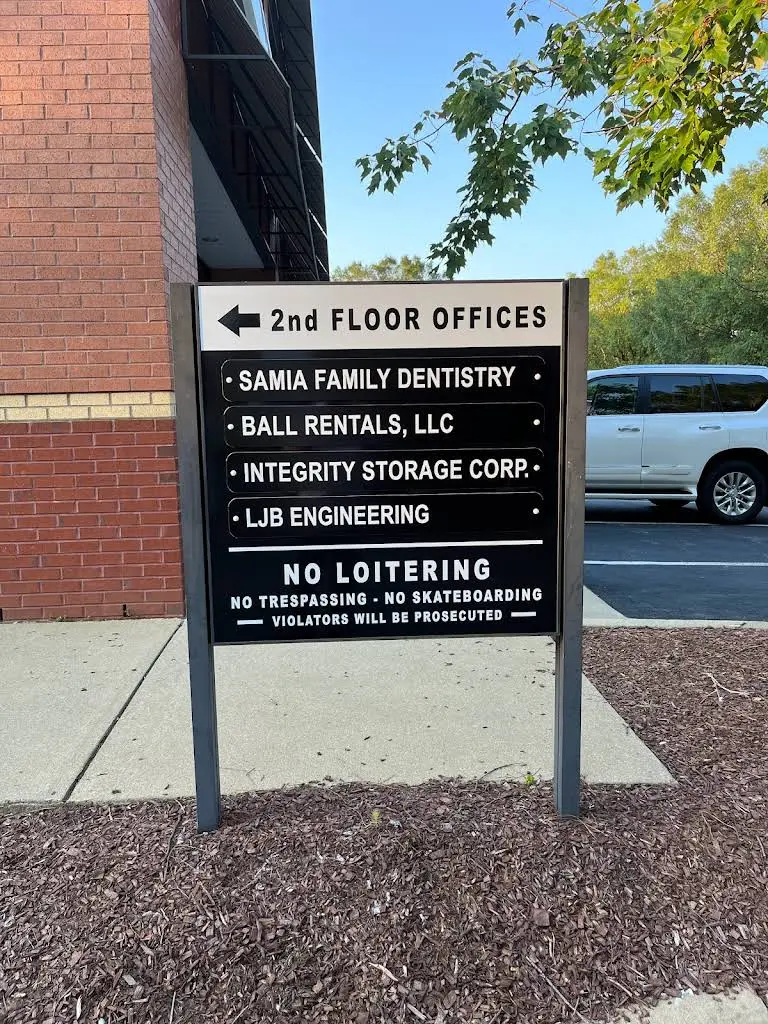 2nd FLOOR OFFICES
SAMIA FAMILY DENTISTRY
BALL RENTALS, LLC
INTEGRITY STORAGE CORP.
LJB ENGINEERING
NO LOITERING
NO TRESPASSING - NO SKATEBOARDING
VIOLATORS WILL BE PROSECUTED